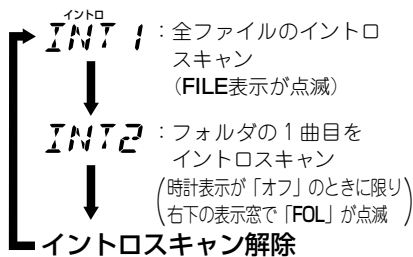 イントロ
INT 1：全ファイルのイントロ
スキャン
（FILE表示が点滅）
INT2：フォルダの1曲目を
イントロスキャン
（時計表示が「オフ」のときに限り
右下の表示窓で「FOL」が点滅）
イントロスキャン解除